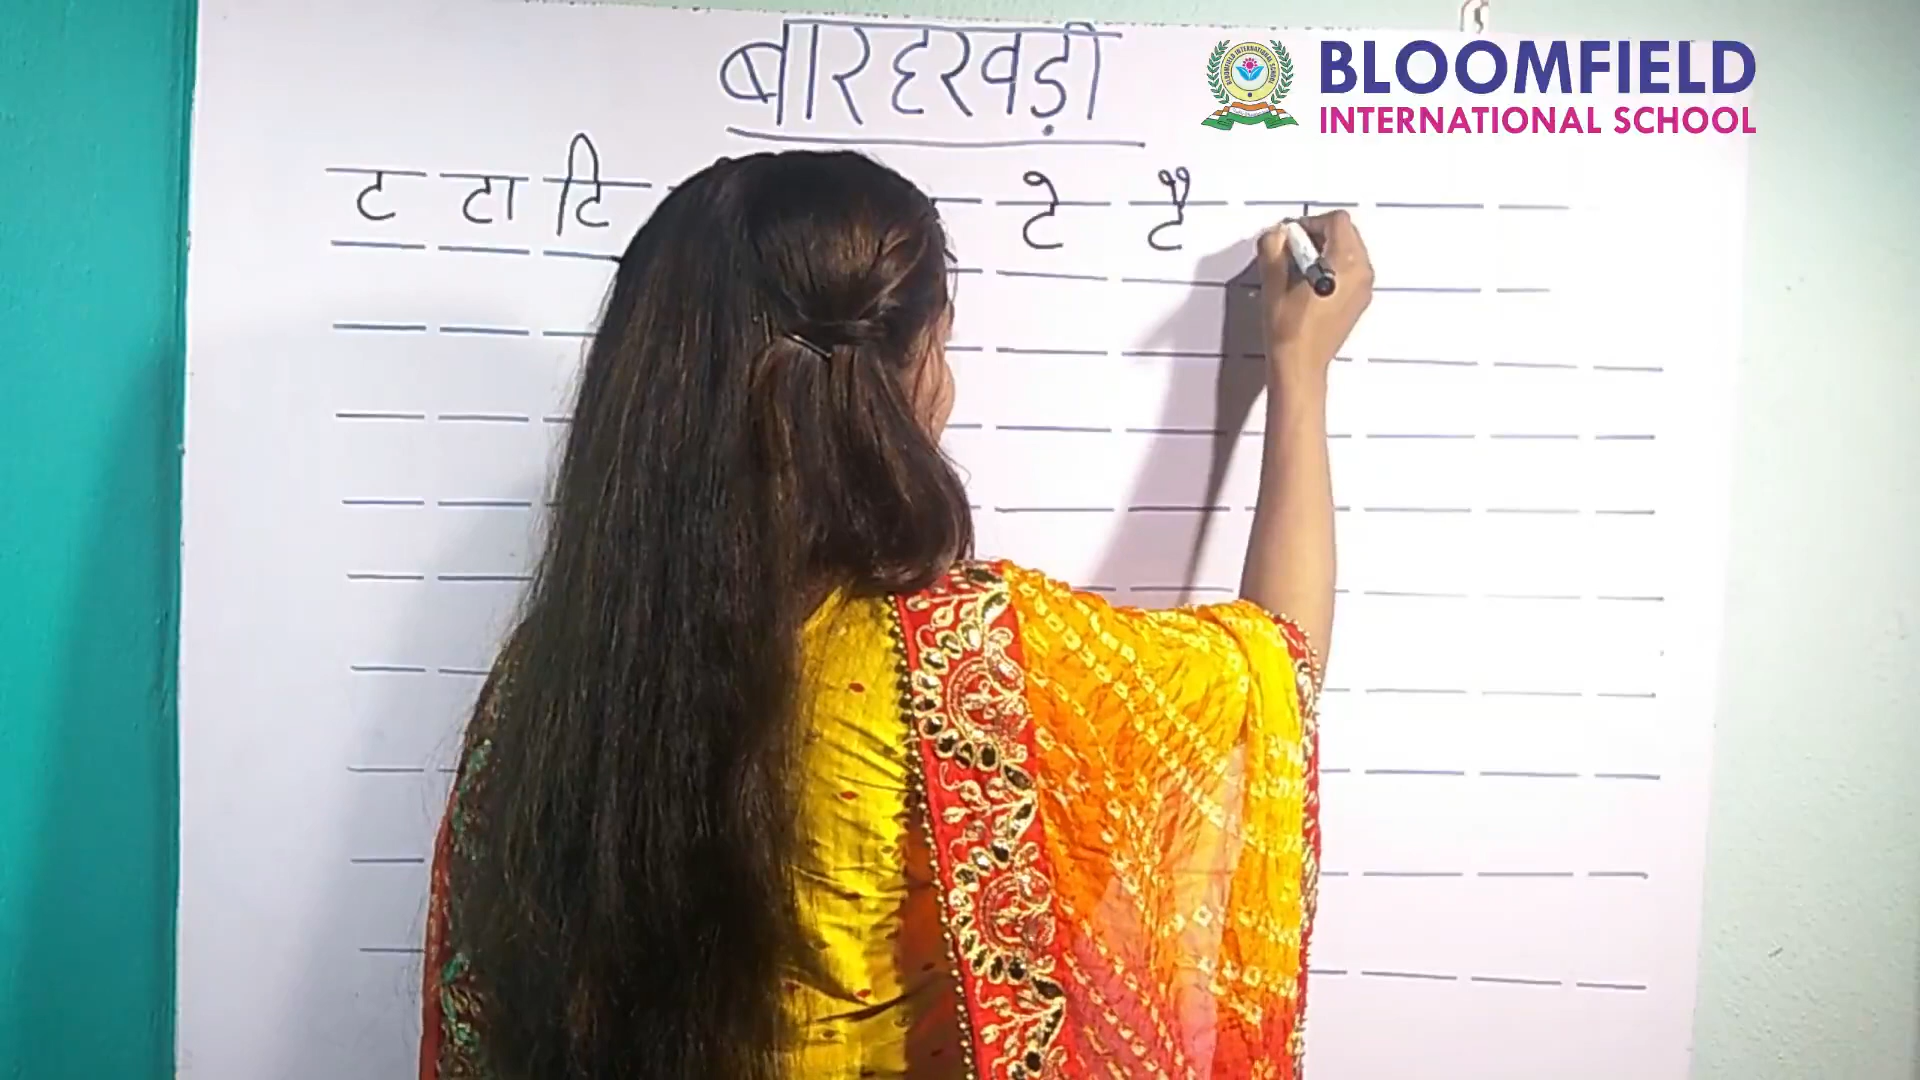 बारहखड़ी
BLOOMFIELD
INTERNATIONAL SCHOOL
ट टा टि टे टै